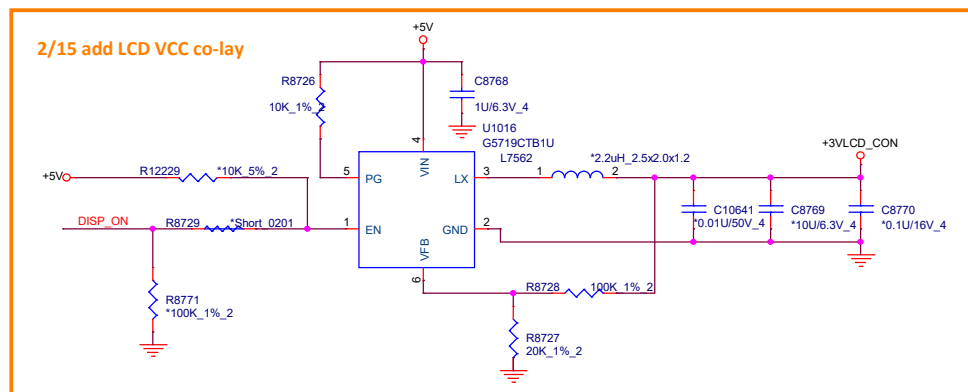 +5V
2/15 add LCD VCC co-lay
R8726
10K_1%_2
C8768
1U/6.3V_4
U1016
G5719CTB1U
L7562
*2.2uH_2.5x2.0x1.2
+3VLCD_CON
4
VIN
5
PG
LX
3
1
2
+5V
R12229
*10K_5%_2
DISP_ON
R8729
*Short_0201
1
EN
GND
2
VFB
6
C10641
*0.01U/50V_4
C8769
*10U/6.3V_4
C8770
*0.1U/16V_4
R8771
*100K_1%_2
R8728
100K_1%_2
R8727
20K_1%_2